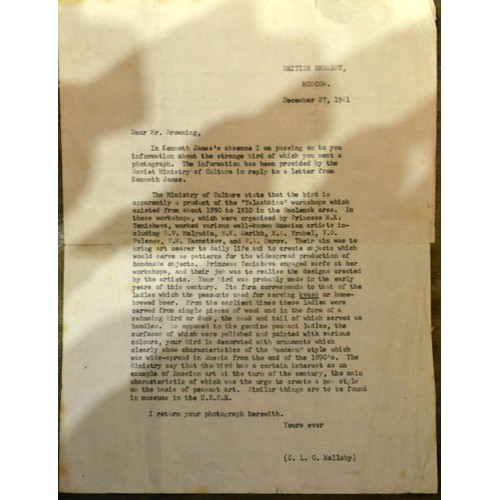 BRITISH EMBASSY,
MOSCOW.
December 27, 1961
Dear Mr. Browning,
In Kenneth James's absence I am passing on to you
information about the strange bird of which you sent a
photograph. The information has been provided by the
Soviet Ministry of Culture in reply to a letter from
Kenneth James.
The Ministry of Culture state that the bird is
apparently a product of the "Talashkino" workshops which
existed from about 1890 to 1910 in the Smolensk area. In
these workshops, which were organised by Princess M.K.
Tenisheva, worked various well-known Russian artists in-
cluding S.V. Malyutin, N.K. Rerikh, M.A. Vrubel, V.D.
Polenov, V.M. Vasnetsov, and V.A. Serov. Their aim was to
bring art nearer to daily life and to create objects which
would serve as patterns for the widespread production of
handmade objects. Princess Tenisheva engaged serfs at her
workshops, and their job was to realise the designs created
by the artists. Your bird was probably made in the early
years of this century. Its form corresponds to that of the
ladles which the peasants used for serving kvass or home-
brewed beer. From the earliest times these ladles were
carved from single pieces of wood and in the form of a
swimming bird or duck, the beak and tail of which served as
handles. As opposed to the genuine peasant ladles, the
surfaces of which were polished and painted with various
colours, your bird is decorated with ornaments which
clearly show characteristics of the "modern" style which
was wide-spread in Russia from the end of the 1890's. The
Ministry say that the bird has a certain interest as an
example of Russian art at the turn of the century, the main
characteristic of which was the urge to create a new style
on the basis of peasant art. Similar things are to be found
in museums in the U.S.S.R.
I return your photograph herewith.
Yours ever
(C. L. G. Mallaby)